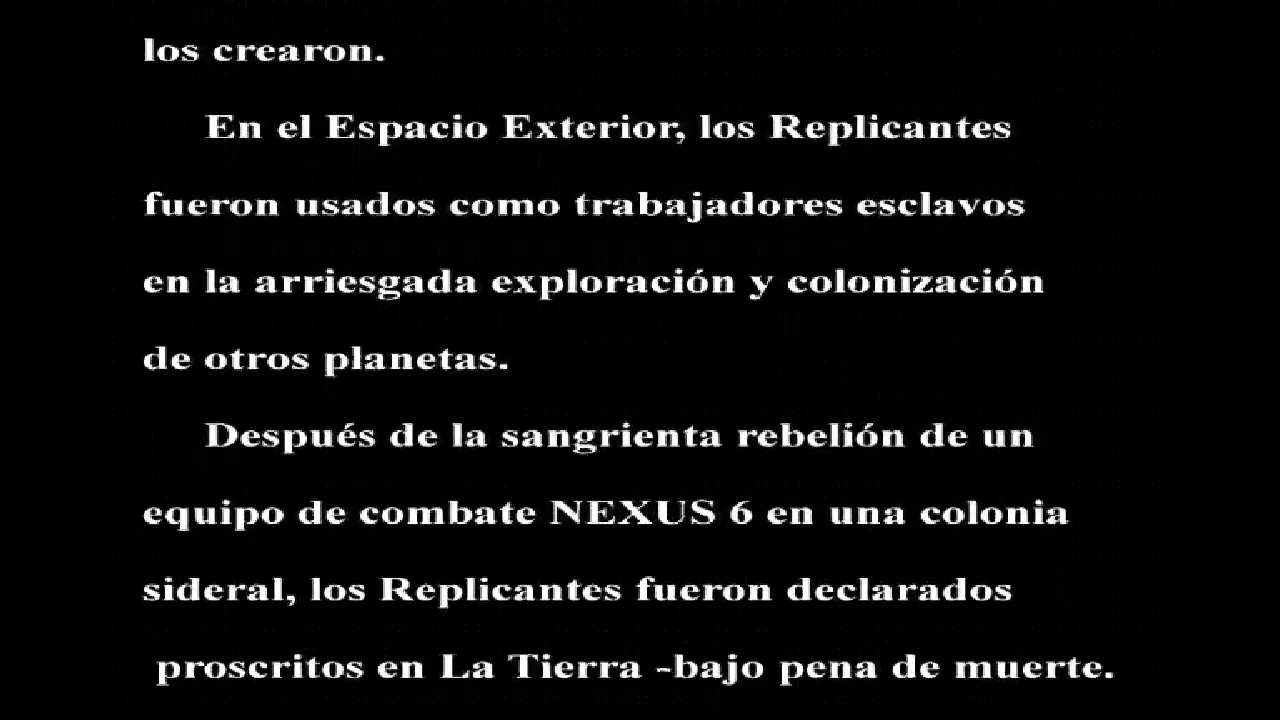 los crearon.
En el Espacio Exterior, los Replicantes
fueron usados como trabajadores esclavos
en la arriesgada exploración y colonización
de otros planetas.
Después de la sangrienta rebelión de un
equipo de combate NEXUS 6 en una colonia
sideral, los Replicantes fueron declarados
proscritos en La Tierra -bajo pena de muerte.